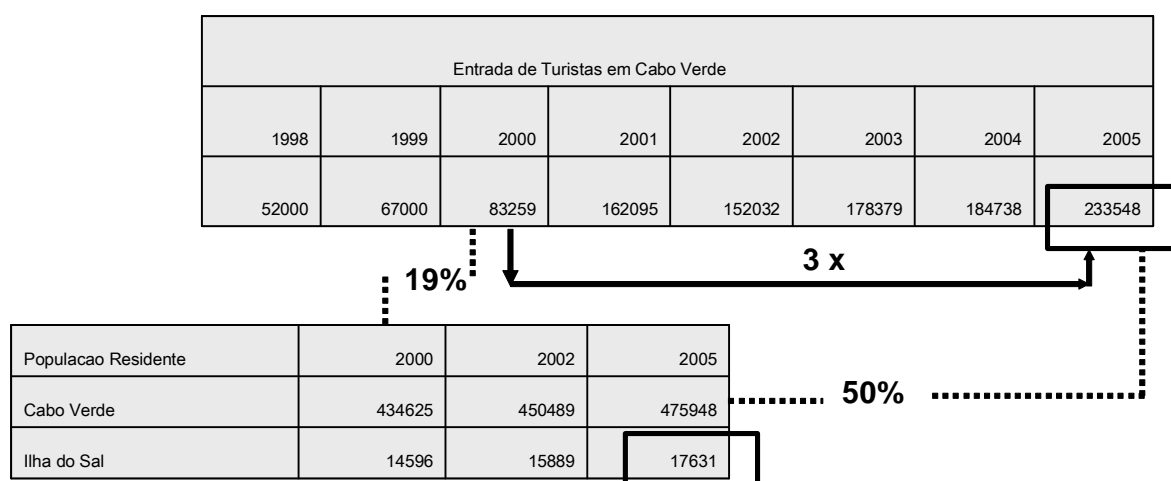 Entrada de Turistas em Cabo Verde
1998 1999 2000 2001 2002 2003 2004 2005
52000 67000 83259 162095 152032 178379 184738 233548
3 x
19%
Populacao Residente 2000 2002 2005
Cabo Verde 434625 450489 475948
50%
Ilha do Sal 14596 15889 17631